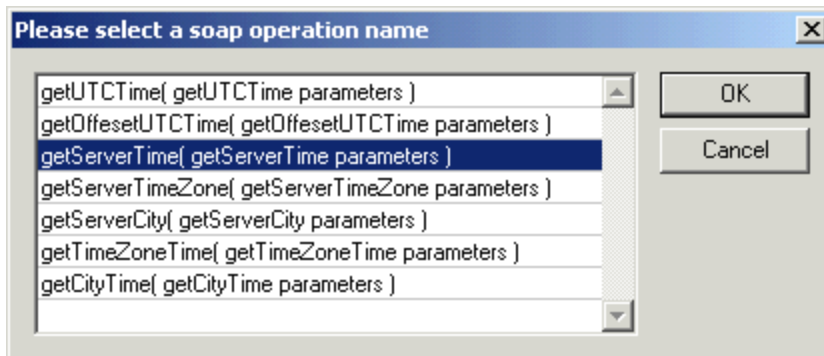 Please select a soap operation name
getUTCTime( getUTCTime parameters )
getOffesetUTCTime( getOffesetUTCTime parameters )
getServerTime( getServerTime parameters )
getServerTimeZone( getServerTimeZone parameters )
getServerCity( getServerCity parameters )
getTimeZoneTime( getTimeZoneTime parameters )
getCityTime( getCityTime parameters )
OK
Cancel